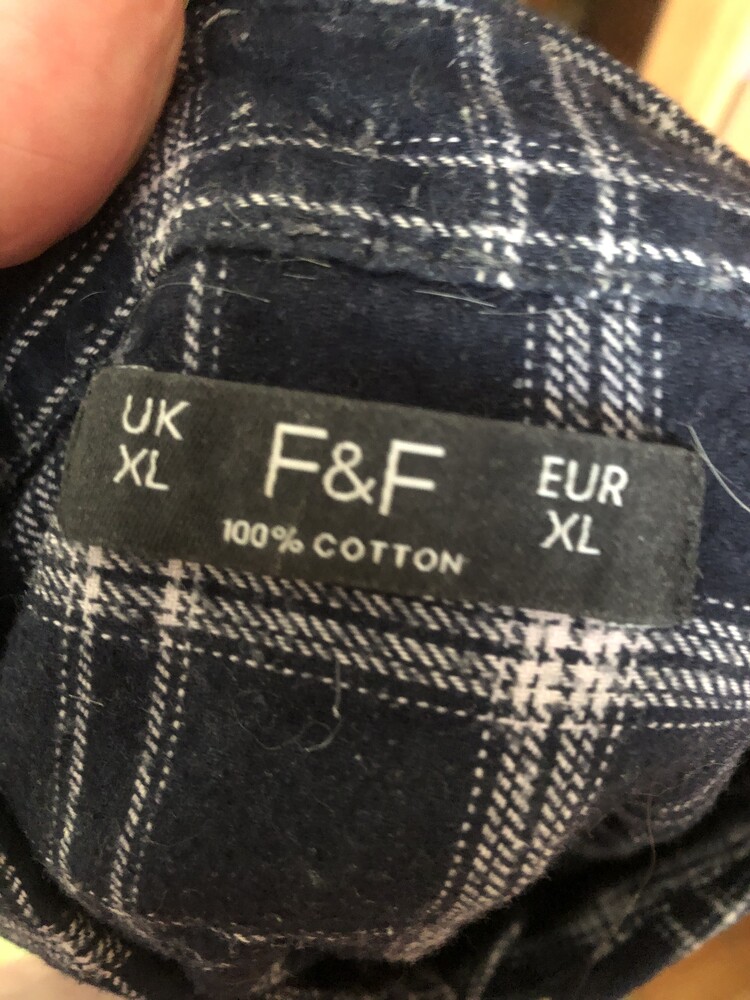 UK
XL
F&F
100% COTTON
EUR
XL